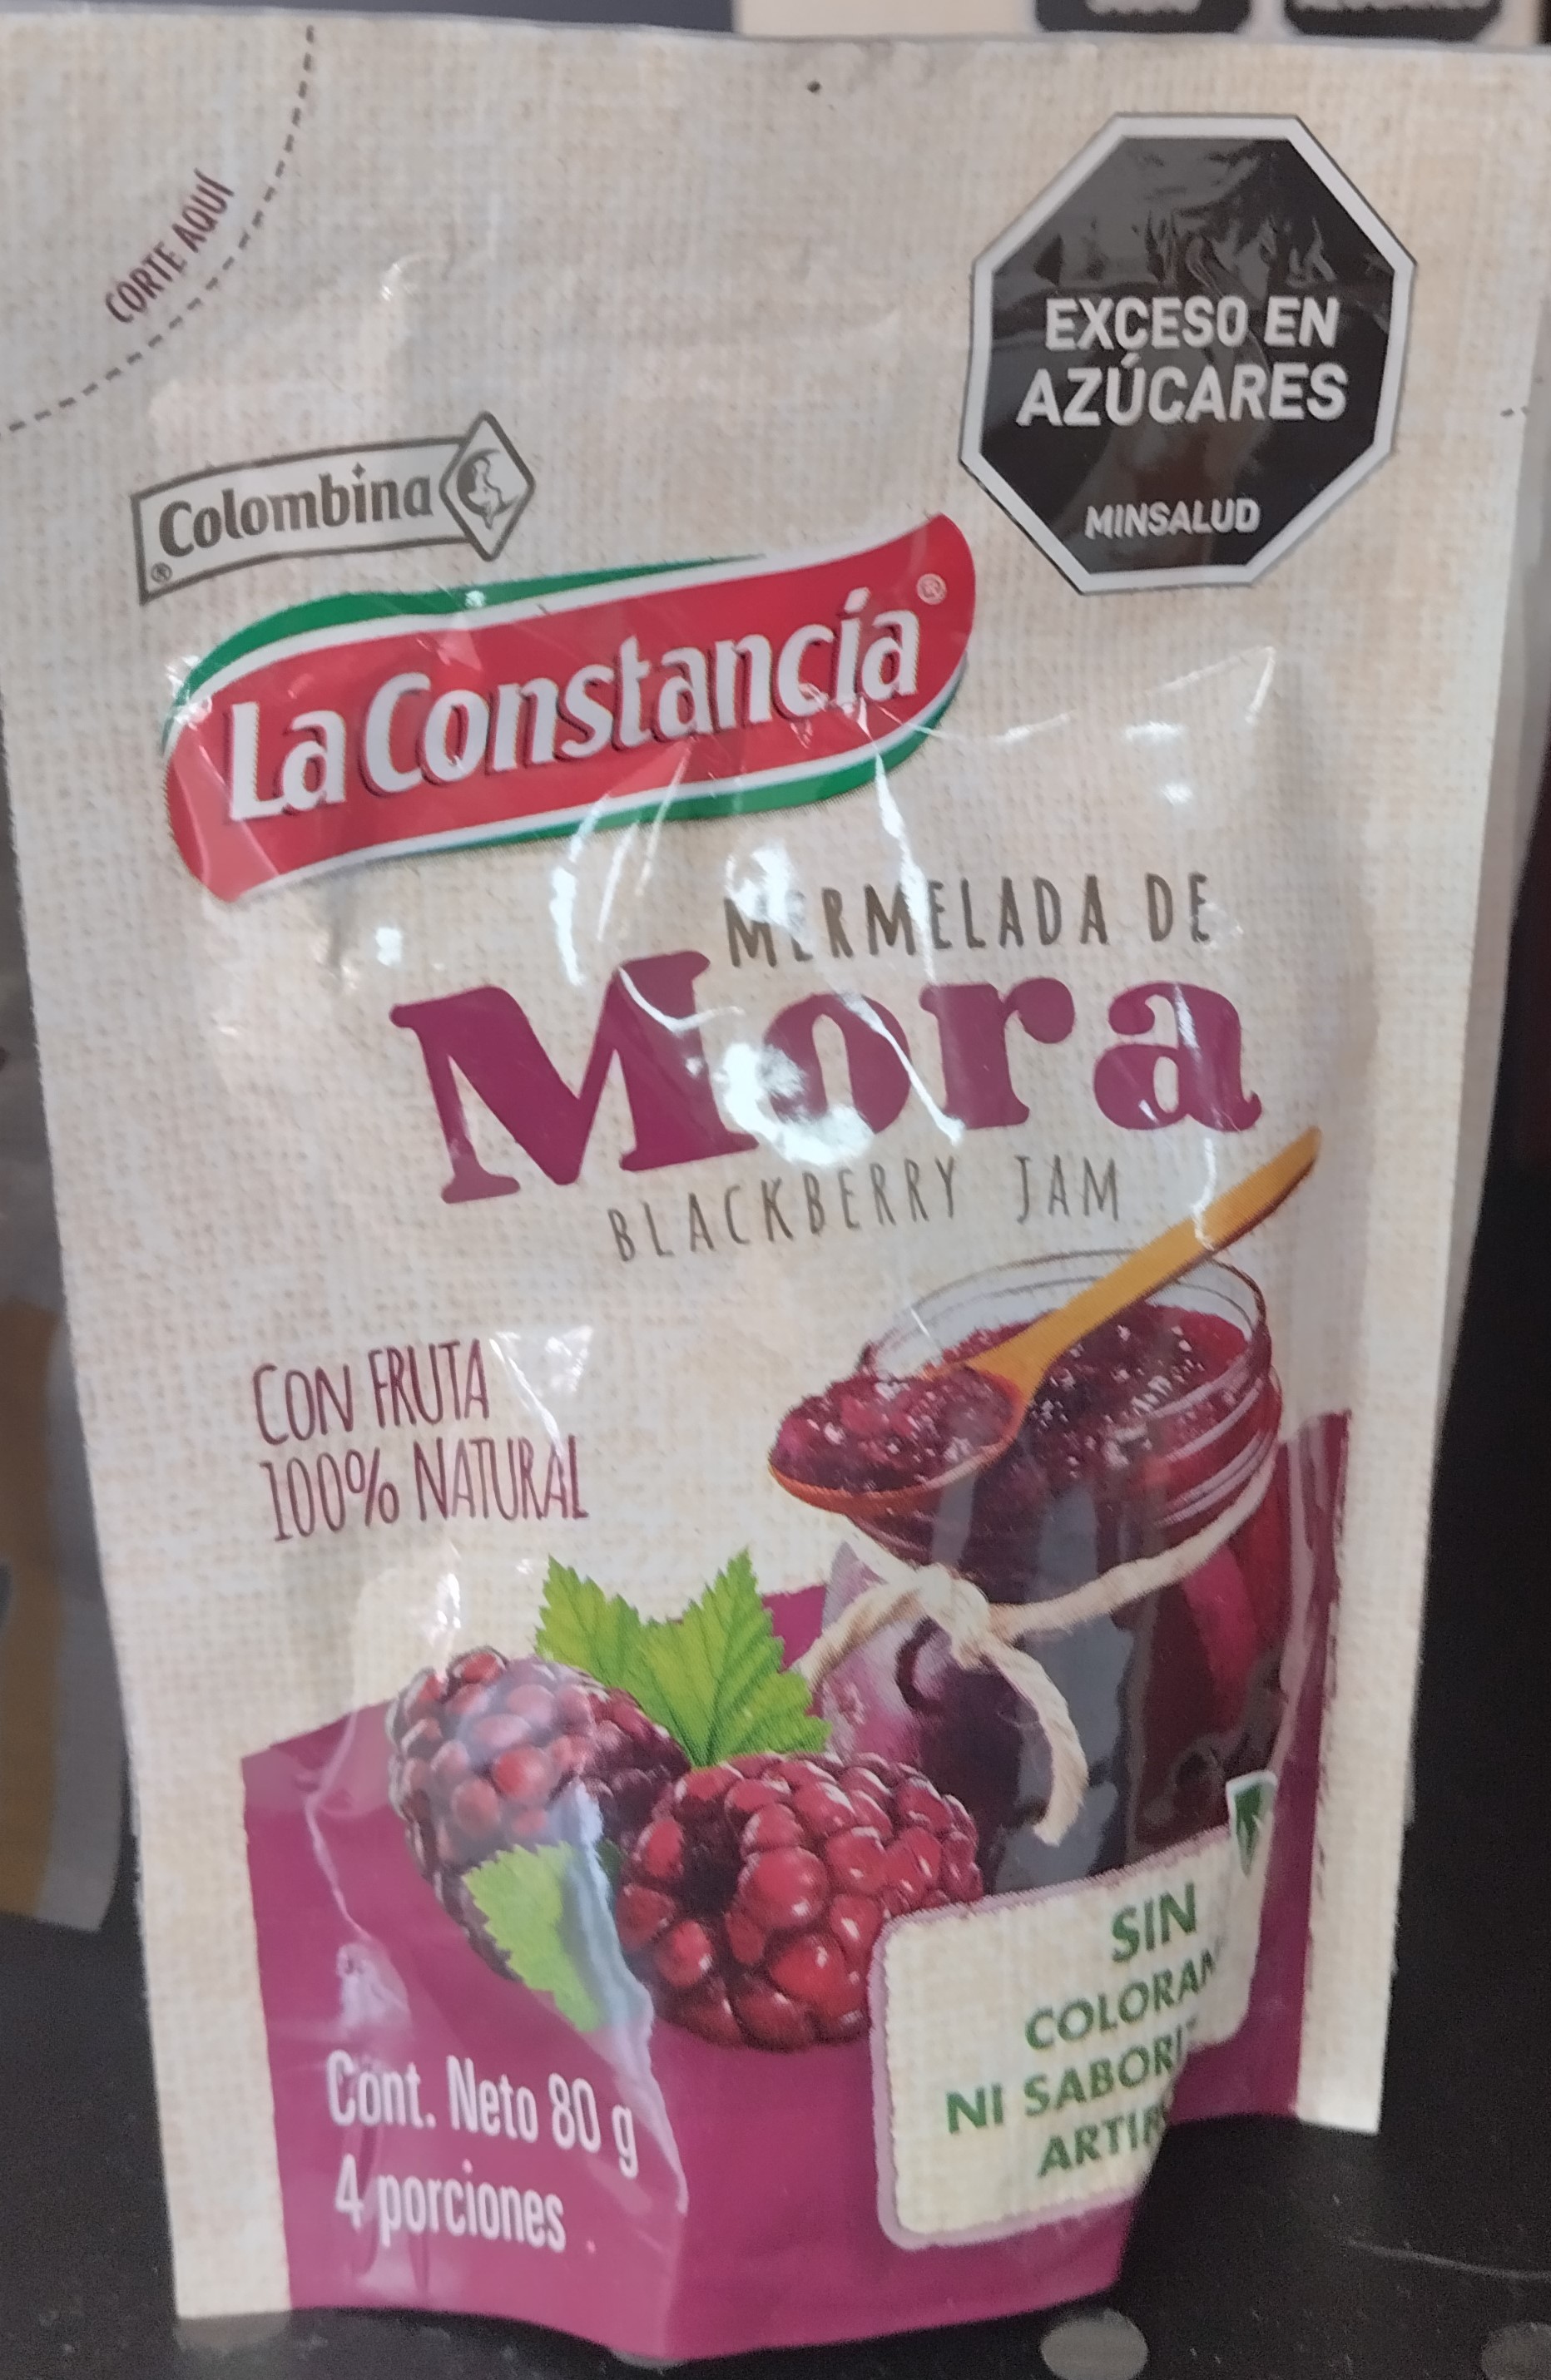 CORTE AQUÍ
EXCESO EN
AZÚCARES
MINSALUD
Colombina
®
La Constancia®
MERMELADA DE
Mora
BLACKBERRY JAM
CON FRUTA
100% NATURAL
SIN
NI
Cont. Neto 80 g
4 porciones